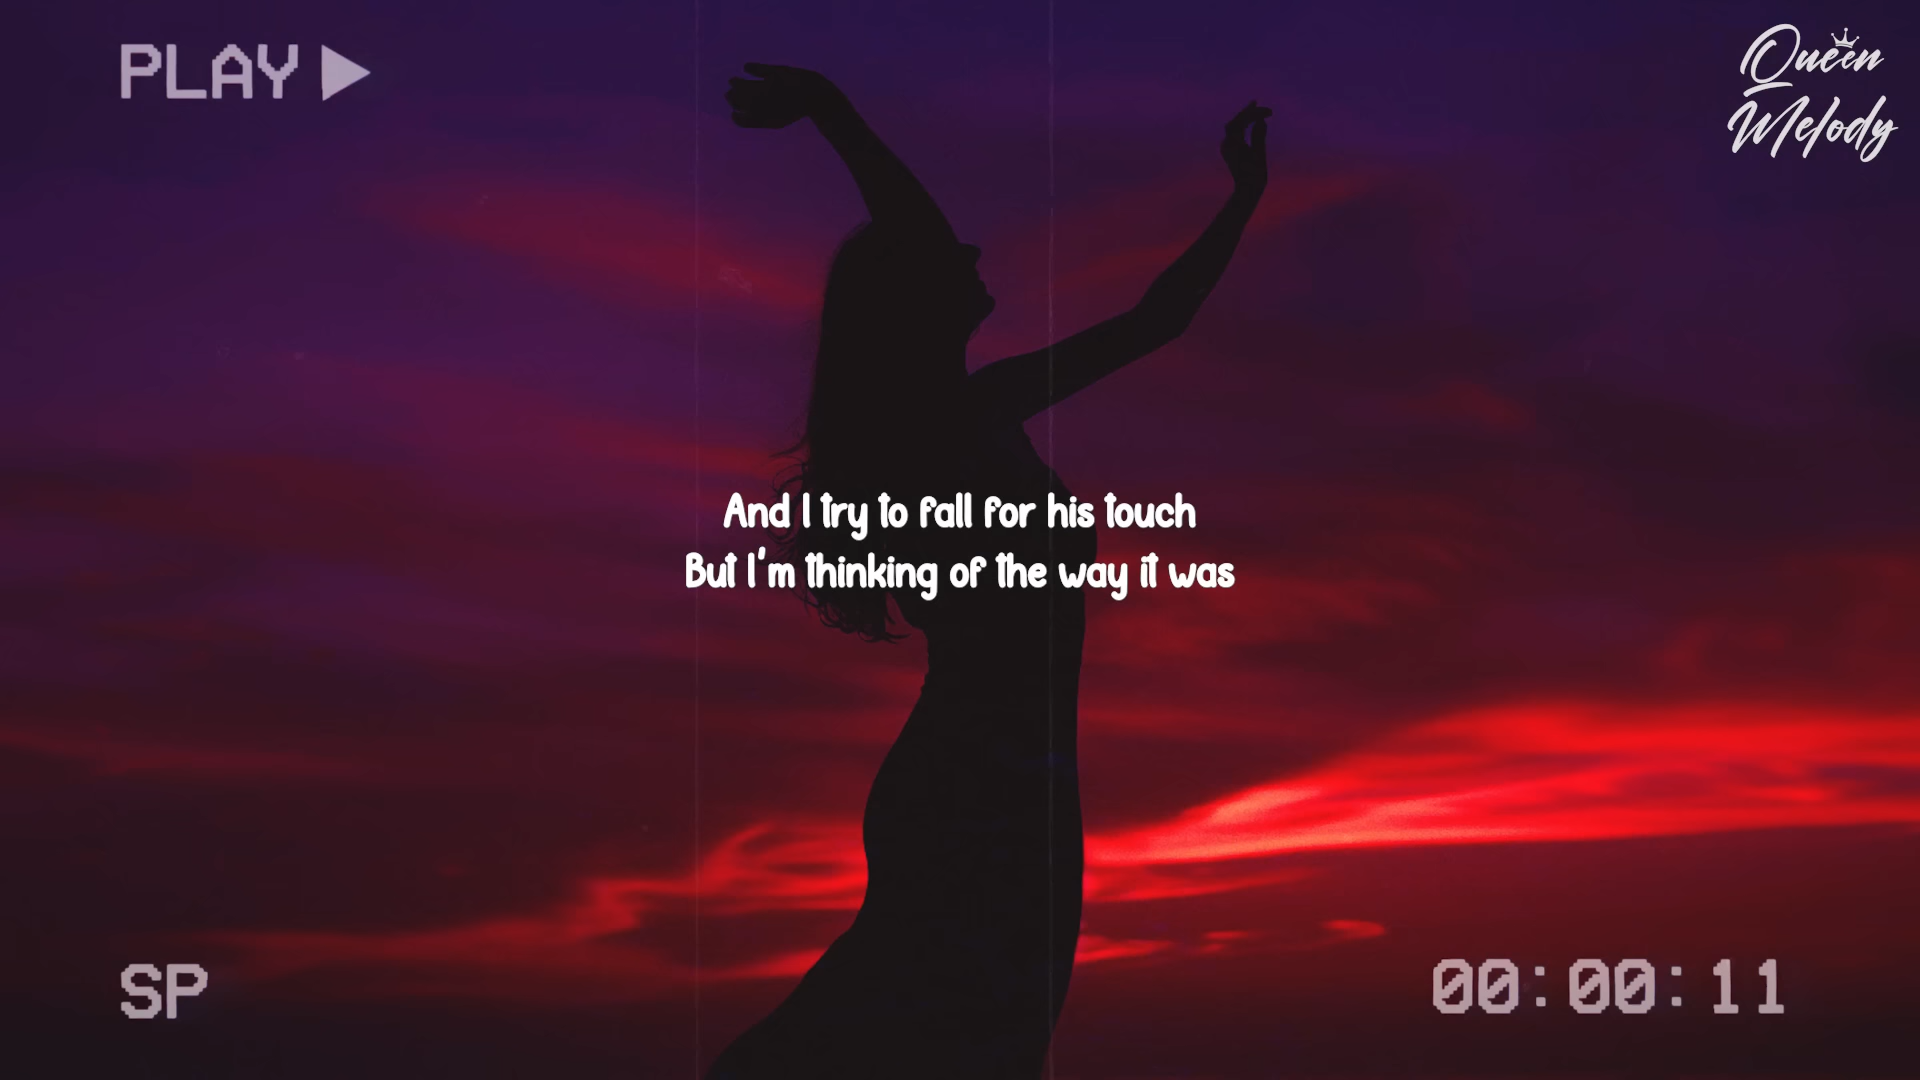 PLAY
Queen
Melody
And I try to fall for his touch
But I'm thinking of the way it was
SP
00:00:11